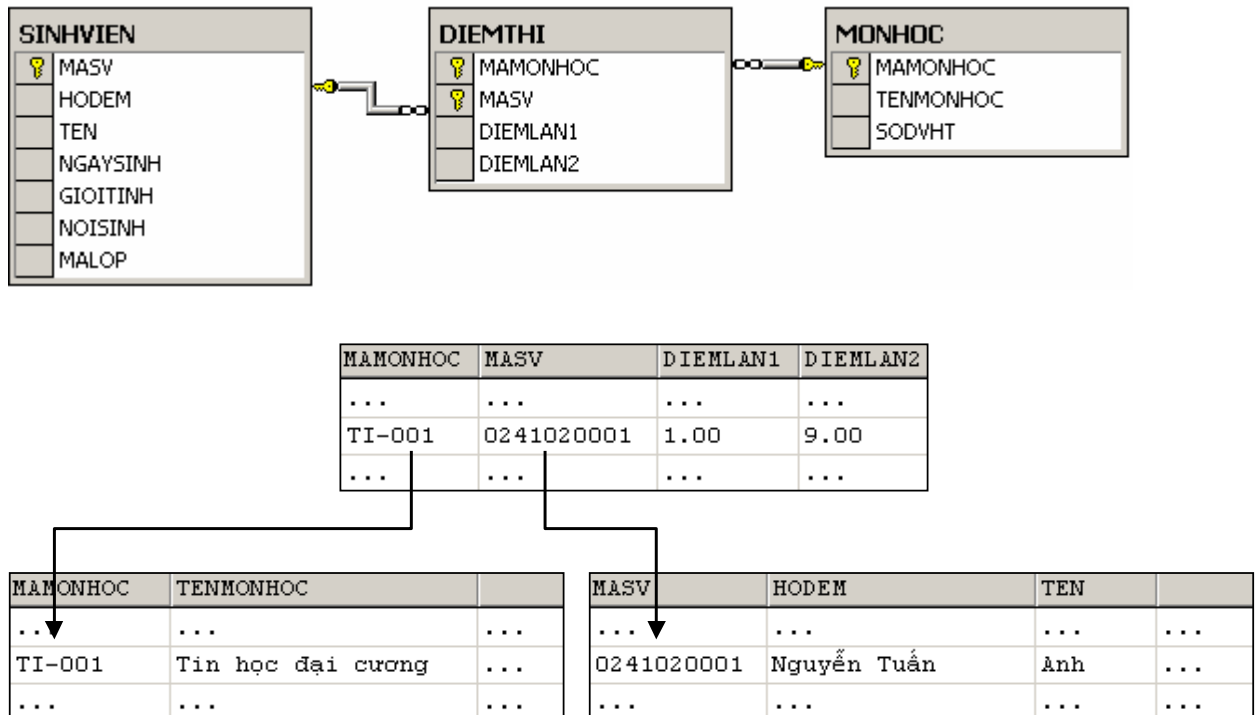 SINHVIEN
MASV
HODEM
TEN
NGAYSINH
GIOITINH
NOISINH
MALOP
DIEMTHI
MAMONHOC
MASV
DIEMLAN1
DIEMLAN2
MONHOC
MAMONHOC
TENMONHOC
SODVHT
MAMONHOC MASV DIEMLAN1 DIEMLAN2
... ... ... ...
TI-001 0241020001 1.00 9.00
... ... ... ...
MAMONHOC TENMONHOC
... ... ...
TI-001 Tin học đại cương ...
... ... ...
MASV HODEM TEN
... ... ... ...
0241020001 Nguyễn Tuấn Anh ...
... ... ... ...